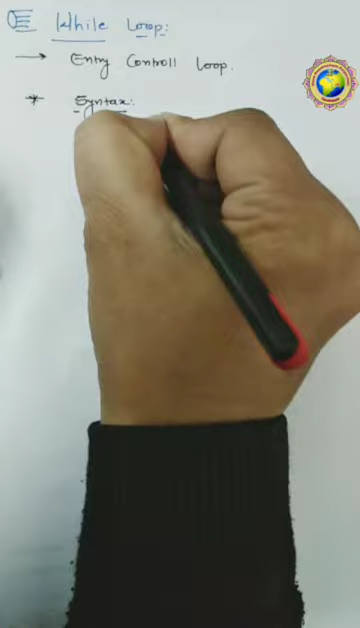 While Loop:
→ Entry Controll Loop.
* Syntax: